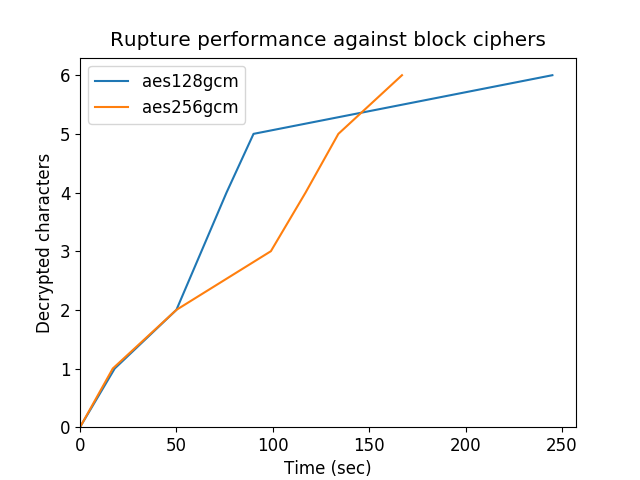 Rupture performance against block ciphers
aes128gcm
aes256gcm
6
5
4
3
2
1
0
Decrypted characters
0 50 100 150 200 250
Time (sec)